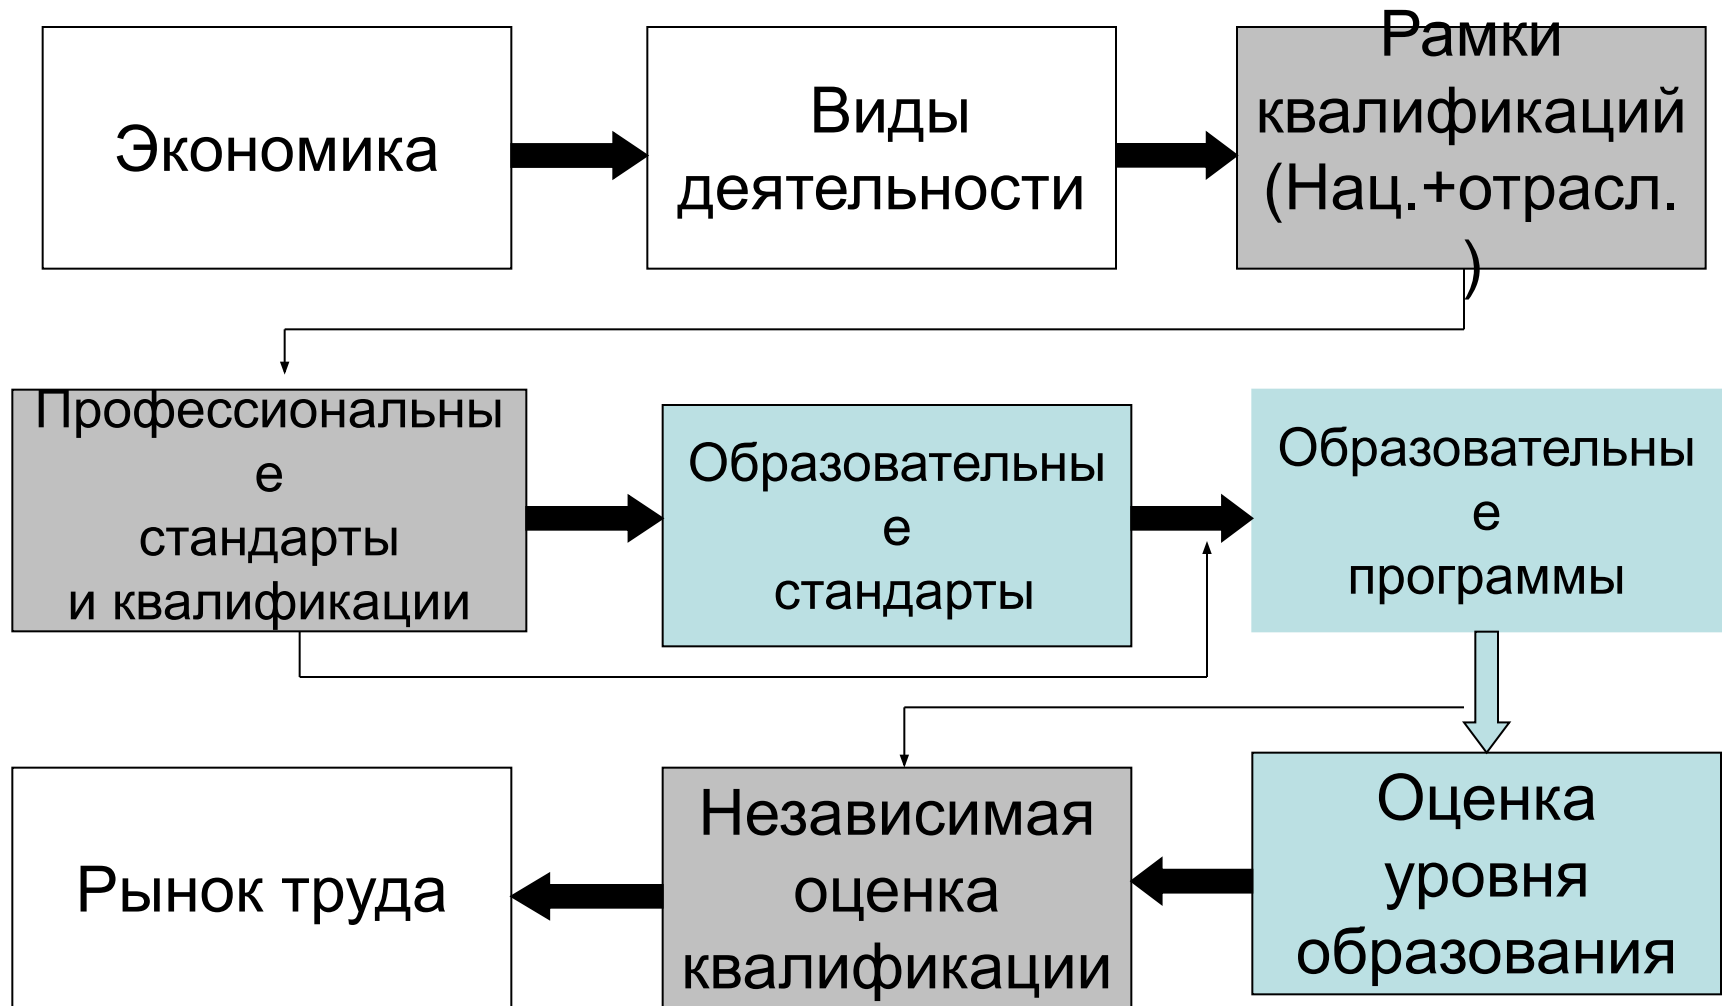 Экономика
Виды
деятельности
Рамки
квалификаций
(Нац.+отрасл.
)
Профессиональны
е
стандарты
и квалификации
Образовательны
е
стандарты
Образовательны
е
программы
Рынок труда
Независимая
оценка
квалификации
Оценка
уровня
образования